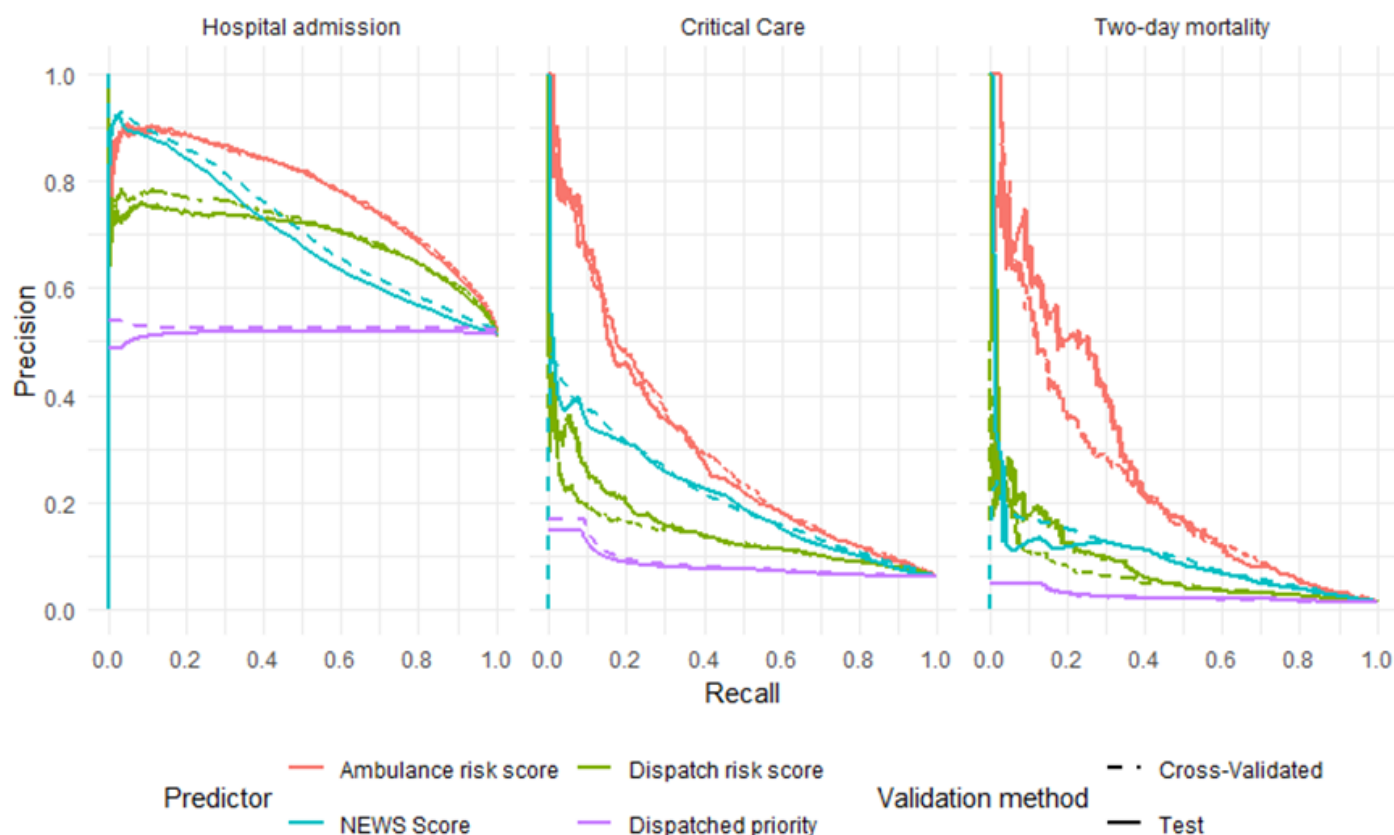 Hospital admission Critical Care Two-day mortality
1.0
0.8
0.6
0.4
0.2
0.0
Precision
0.0 0.2 0.4 0.6 0.8 1.0 0.0 0.2 0.4 0.6 0.8 1.0 0.0 0.2 0.4 0.6 0.8 1.0
Recall
Predictor
Ambulance risk score Dispatch risk score
NEWS Score Dispatched priority
Validation method
Cross-Validated
Test